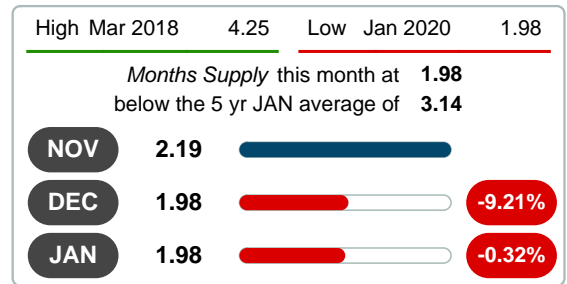 High Mar 2018 4.25 Low Jan 2020 1.98
Months Supply this month at 1.98
below the 5 yr JAN average of 3.14
NOV 2.19
DEC 1.98 -9.21%
JAN 1.98 -0.32%